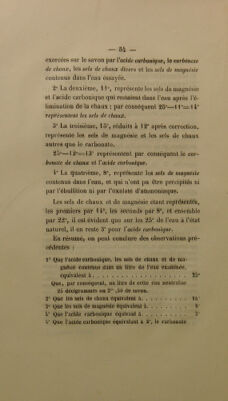 — 54 —
exercées sur le savon par l'acide carbonique, le carbonate
de chaux, les sels de chaux divers et les sels de magnésie
contenus dans l'eau essayée.
2° La deuxième, 11°, représente les sels de magnésie
et l'acide carbonique qui restaient dans l'eau après l'é-
limination de la chaux ; par conséquent 25°—11°=14°
représentent les sels de chaux.
3° La troisième, 15°, réduits à 12° après correction,
représente les sels de magnésie et les sels de chaux
autres que le carbonate.
25°—12°=13° représentent par conséquent le car-
bonate de chaux et l'acide carbonique.
4° La quatrième, 8°, représente les sels de magnésie
contenus dans l'eau, et qui n'ont pu être précipités ni
par l'ébullition ni par l'oxalate d'ammoniaque.
Les sels de chaux et de magnésie étant représentés,
les premiers par 14°, les seconds par 8°, et ensemble
par 22°, il est évident que sur les 25° de l'eau à l'état
naturel, il en reste 3° pour l'acide carbonique.
En résumé, on peut conclure des observations pré-
cédentes :
1° Que l'acide carbonique, les sels de chaux et de ma-
gnésie contenus dans un litre de l'eau examinée,
équivalent à. . . . . . . . . . 25°
Que, par conséquent, un litre de cette eau neutralise
25 décigrammes ou 2gr,50 de savon.
2° Que les sels de chaux équivalent à. . . . . . 14°
3° Que les sels de magnésie équivalent à. . . . . 8°
4° Que l'acide carbonique équivaut à. . . . . . 3°
5° Que l'acide carbonique équivalant à 3°, le carbonate